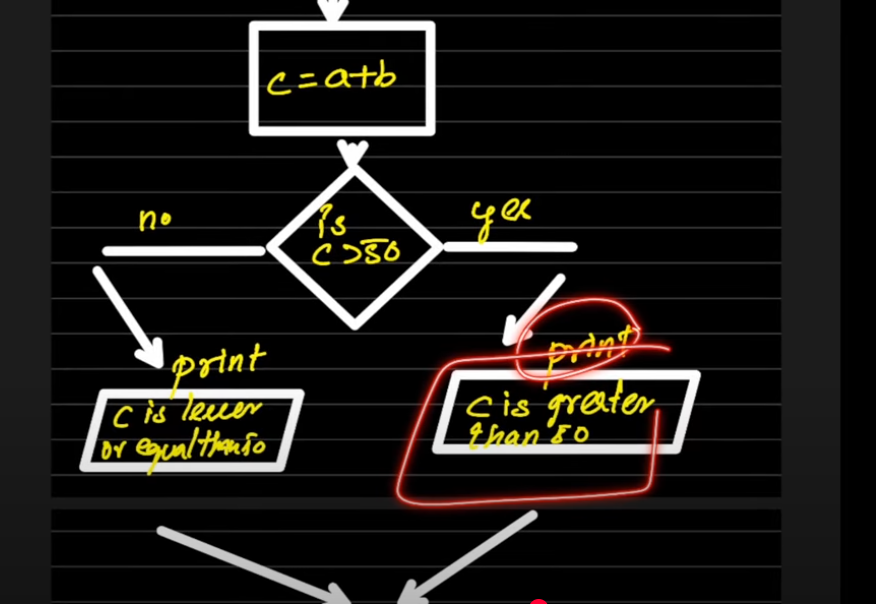 c=a+b
no
yes
is
c>50
print
print
c is lesser
or equal than 50
c is greater
than 50